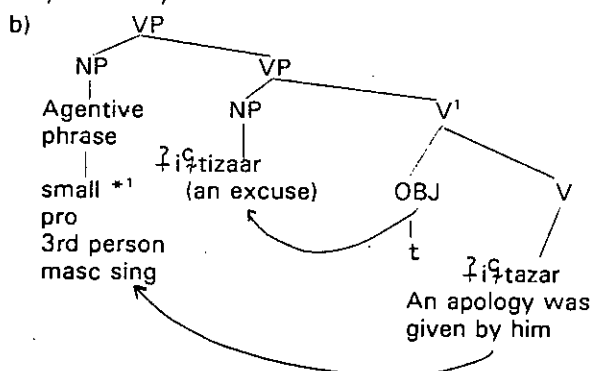 b) VP
NP VP
Agentive NP V¹
phrase
ʔiʕtizaar
small *¹ (an excuse) OBJ V
pro
3rd person t
masc sing ʔiʕtazar
An apology was
given by him